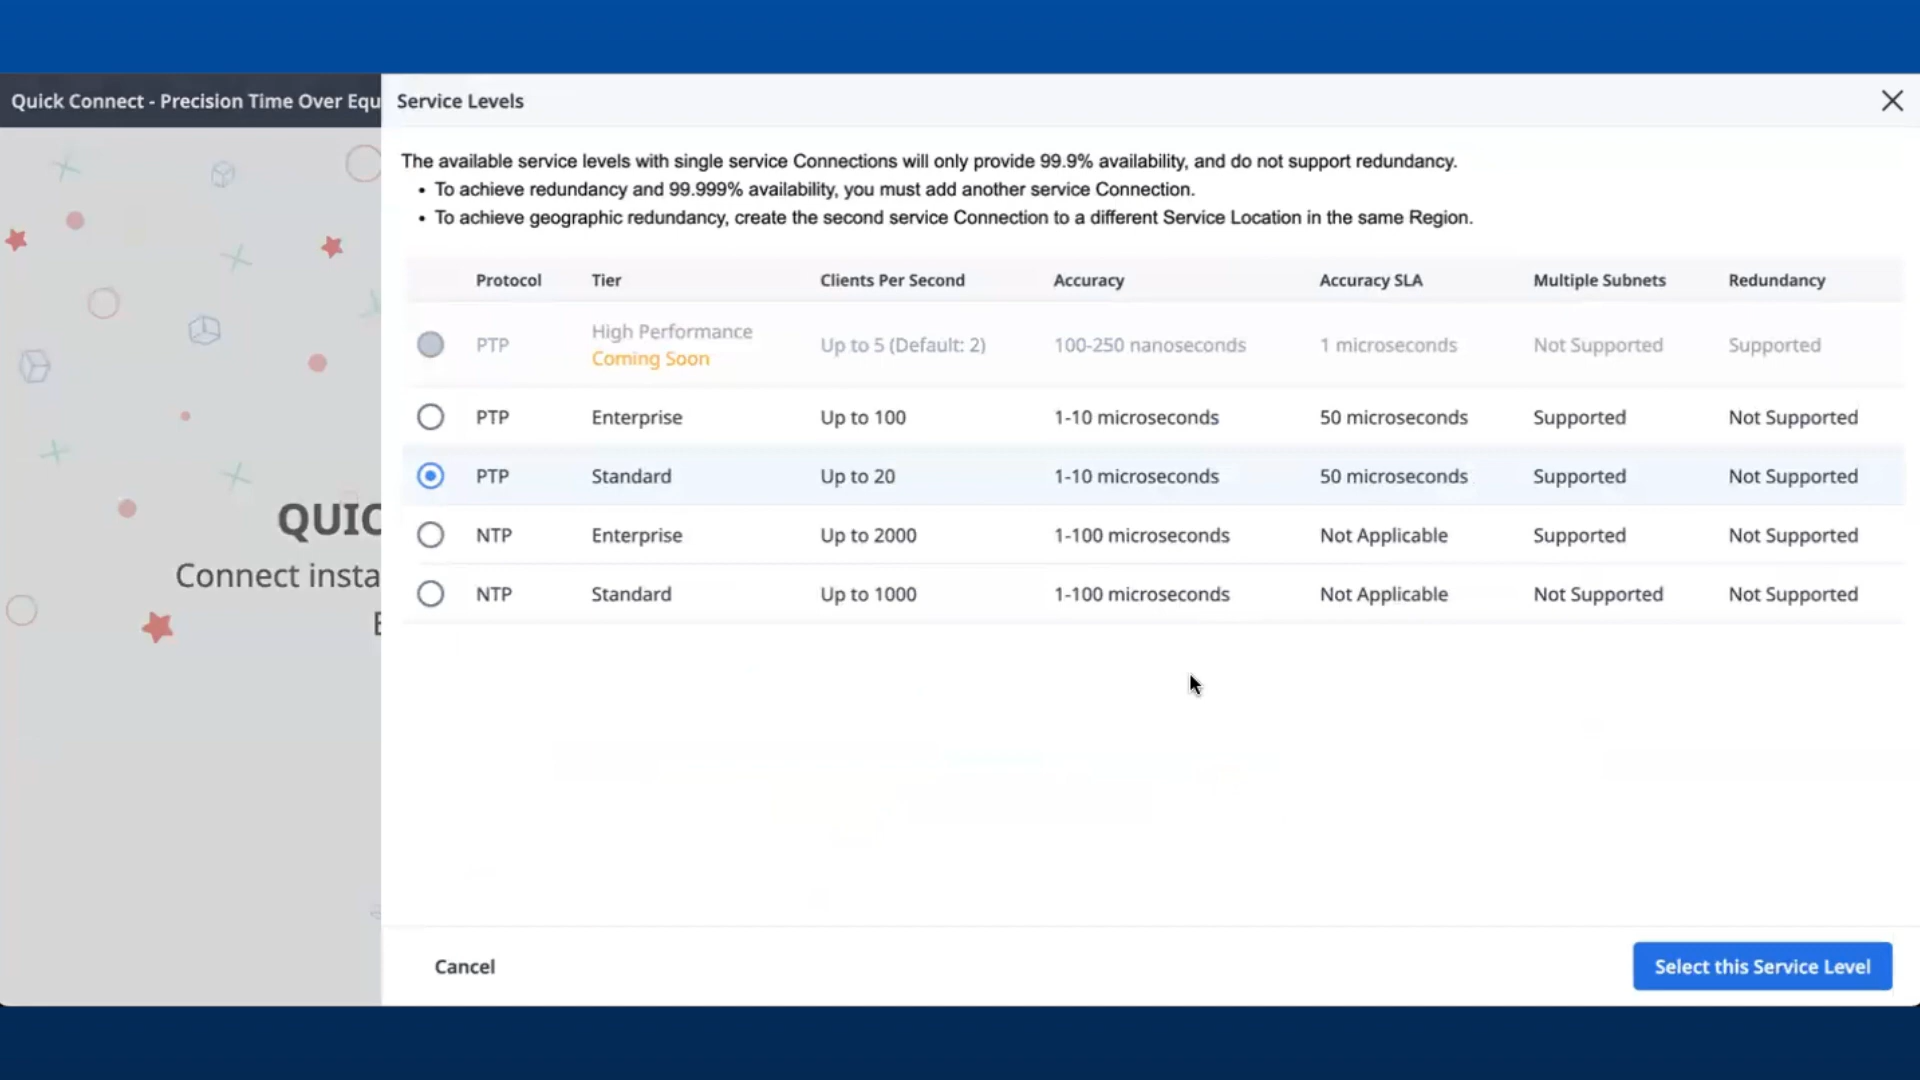 Quick Connect - Precision Time Over Equ
Service Levels
The available service levels with single service Connections will only provide 99.9% availability, and do not support redundancy.
• To achieve redundancy and 99.999% availability, you must add another service Connection.
• To achieve geographic redundancy, create the second service Connection to a different Service Location in the same Region.
Protocol Tier Clients Per Second Accuracy Accuracy SLA Multiple Subnets Redundancy
PTP High Performance Coming Soon Up to 5 (Default: 2) 100-250 nanoseconds 1 microseconds Not Supported Supported
PTP Enterprise Up to 100 1-10 microseconds 50 microseconds Supported Not Supported
PTP Standard Up to 20 1-10 microseconds 50 microseconds Supported Not Supported
NTP Enterprise Up to 2000 1-100 microseconds Not Applicable Supported Not Supported
NTP Standard Up to 1000 1-100 microseconds Not Applicable Not Supported Not Supported
QUIC
Connect insta
Cancel
Select this Service Level